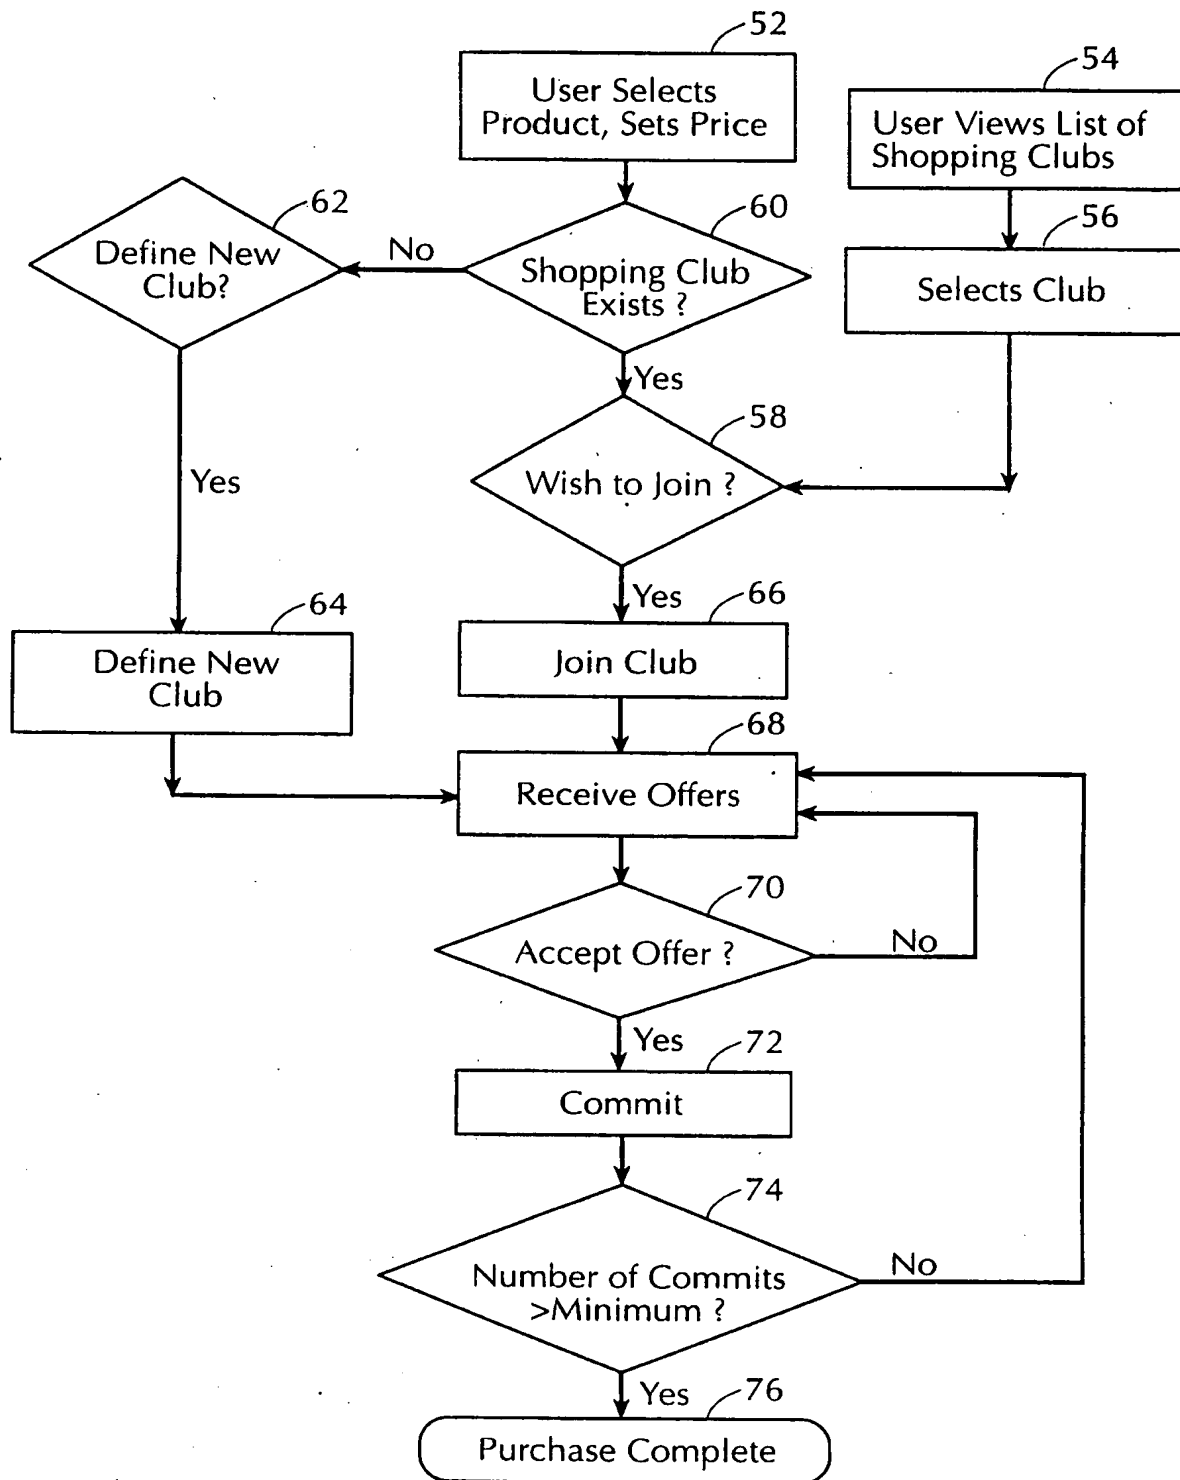 52
User Selects
Product, Sets Price
54
User Views List of
Shopping Clubs
62
Define New
Club?
No
60
Shopping Club
Exists ?
56
Selects Club
Yes
58
Wish to Join ?
Yes
Yes
64
Define New
Club
66
Join Club
68
Receive Offers
70
Accept Offer ?
No
Yes
72
Commit
74
Number of Commits
>Minimum ?
No
Yes
76
Purchase Complete